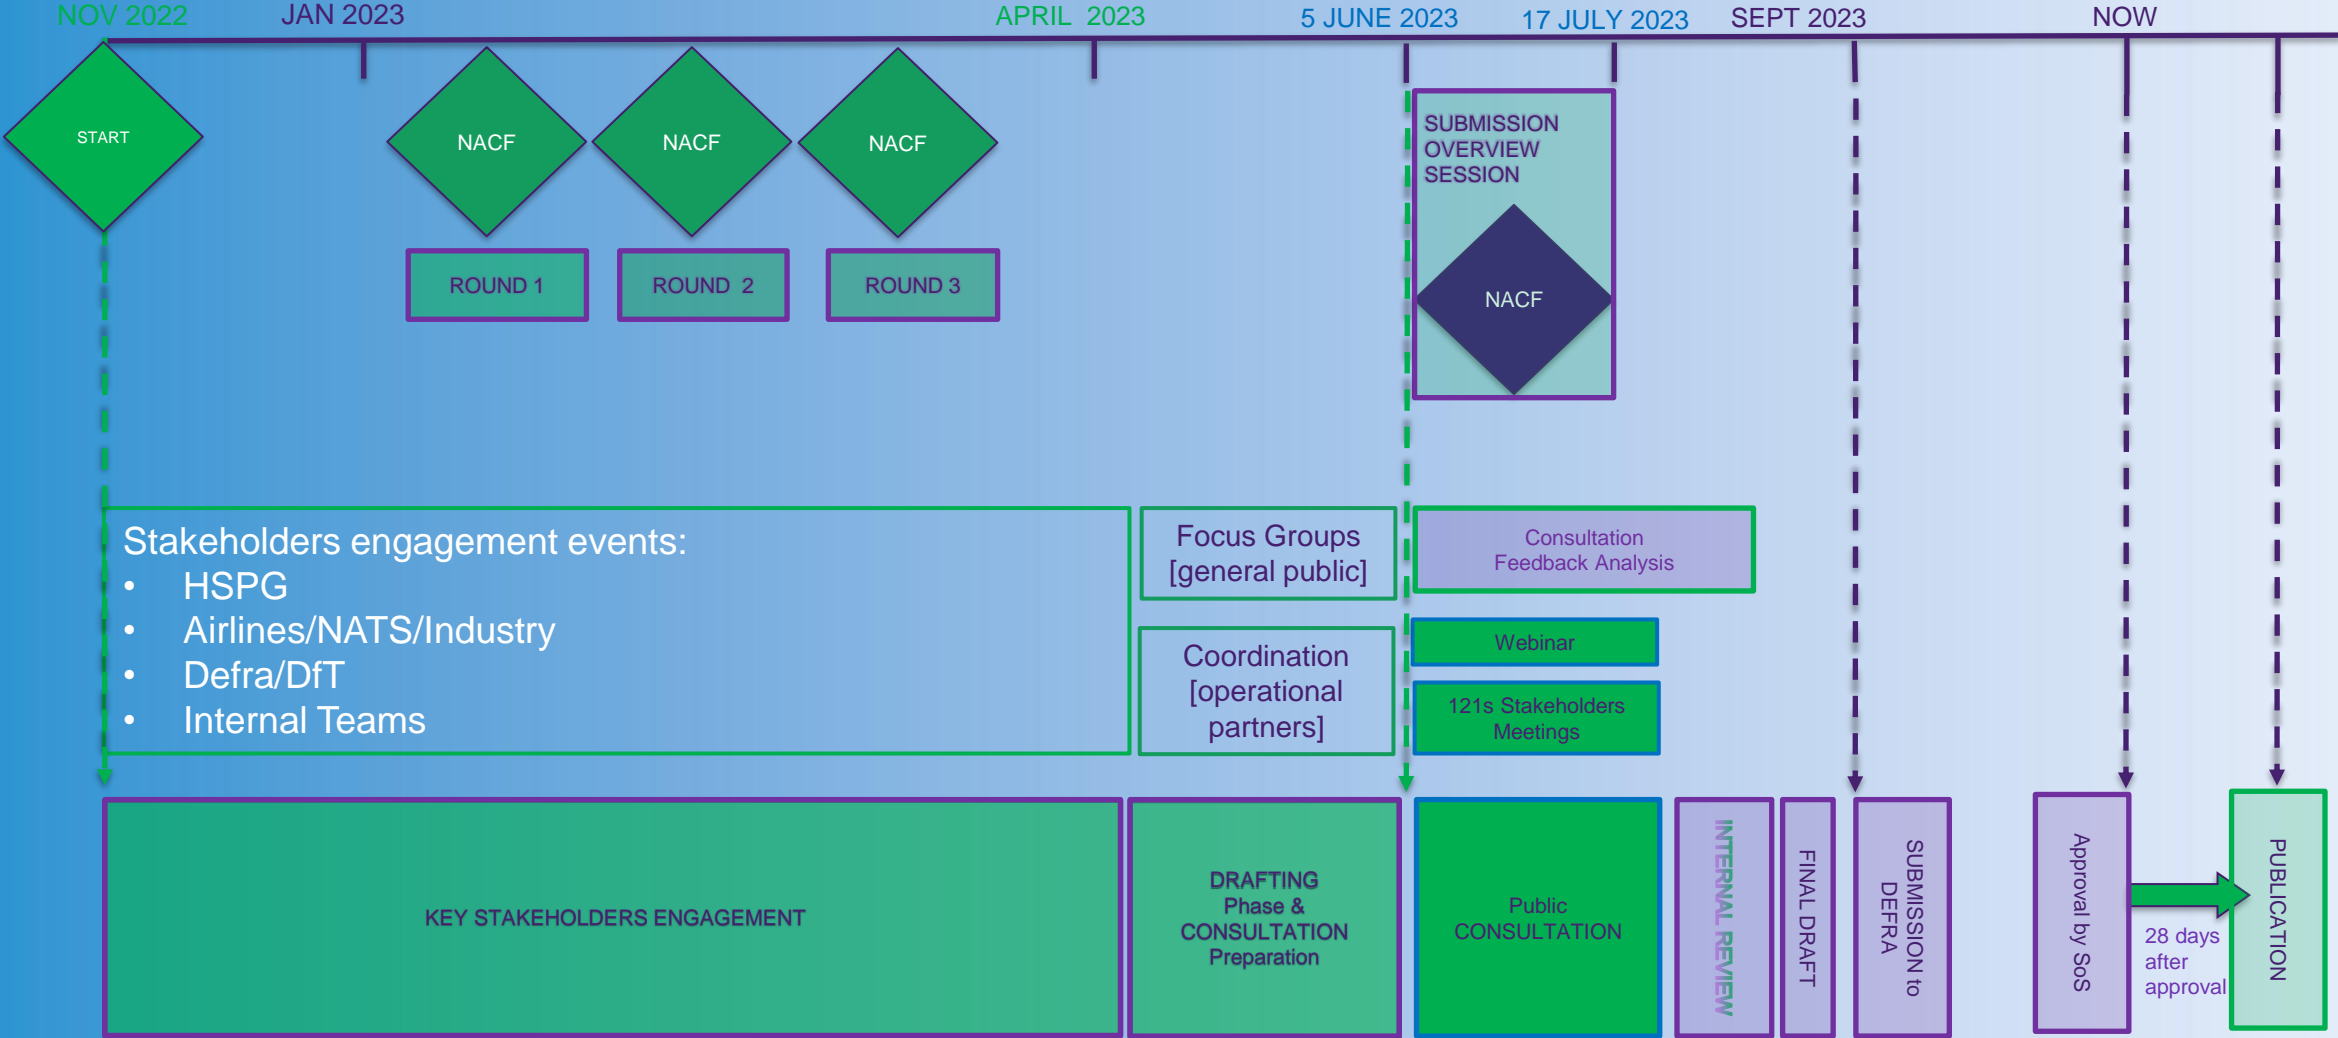 NOV 2022
JAN 2023
APRIL 2023
5 JUNE 2023
17 JULY 2023
SEPT 2023
NOW
START
NACF
NACF
NACF
ROUND 1
ROUND 2
ROUND 3
SUBMISSION
OVERVIEW
SESSION
NACF
Stakeholders engagement events:
• HSPG
• Airlines/NATS/Industry
• Defra/DfT
• Internal Teams
Focus Groups
[general public]
Coordination
[operational
partners]
Consultation
Feedback Analysis
Webinar
121s Stakeholders
Meetings
KEY STAKEHOLDERS ENGAGEMENT
DRAFTING
Phase &
CONSULTATION
Preparation
Public
CONSULTATION
INTERNAL REVIEW
FINAL DRAFT
SUBMISSION to
DEFRA
Approval by SoS
28 days
after
approval
PUBLICATION